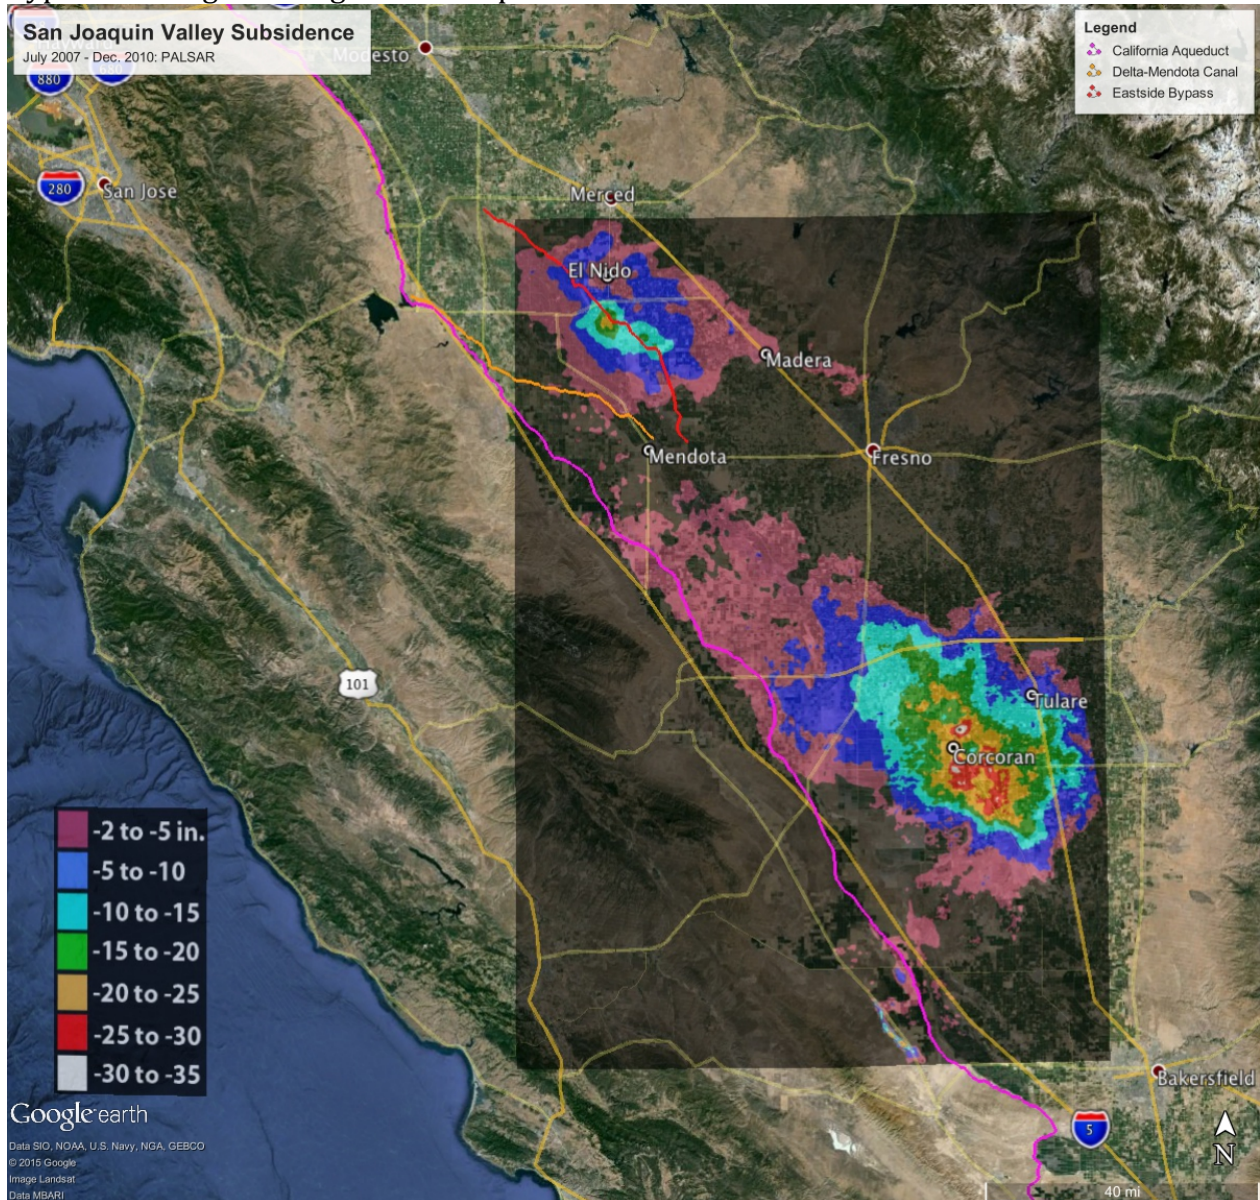 San Joaquin Valley Subsidence
July 2007 - Dec. 2010: PALSAR
Legend
California Aqueduct
Delta-Mendota Canal
Eastside Bypass
Hayward
Modesto
880
680
280
San Jose
Merced
El Nido
Madera
Mendota
Fresno
101
Tulare
Corcoran
-2 to -5 in.
-5 to -10
-10 to -15
-15 to -20
-20 to -25
-25 to -30
-30 to -35
Google earth
Data SIO, NOAA, U.S. Navy, NGA, GEBCO
© 2015 Google
Image Landsat
Data MBARI
Bakersfield
5
N
40 mi